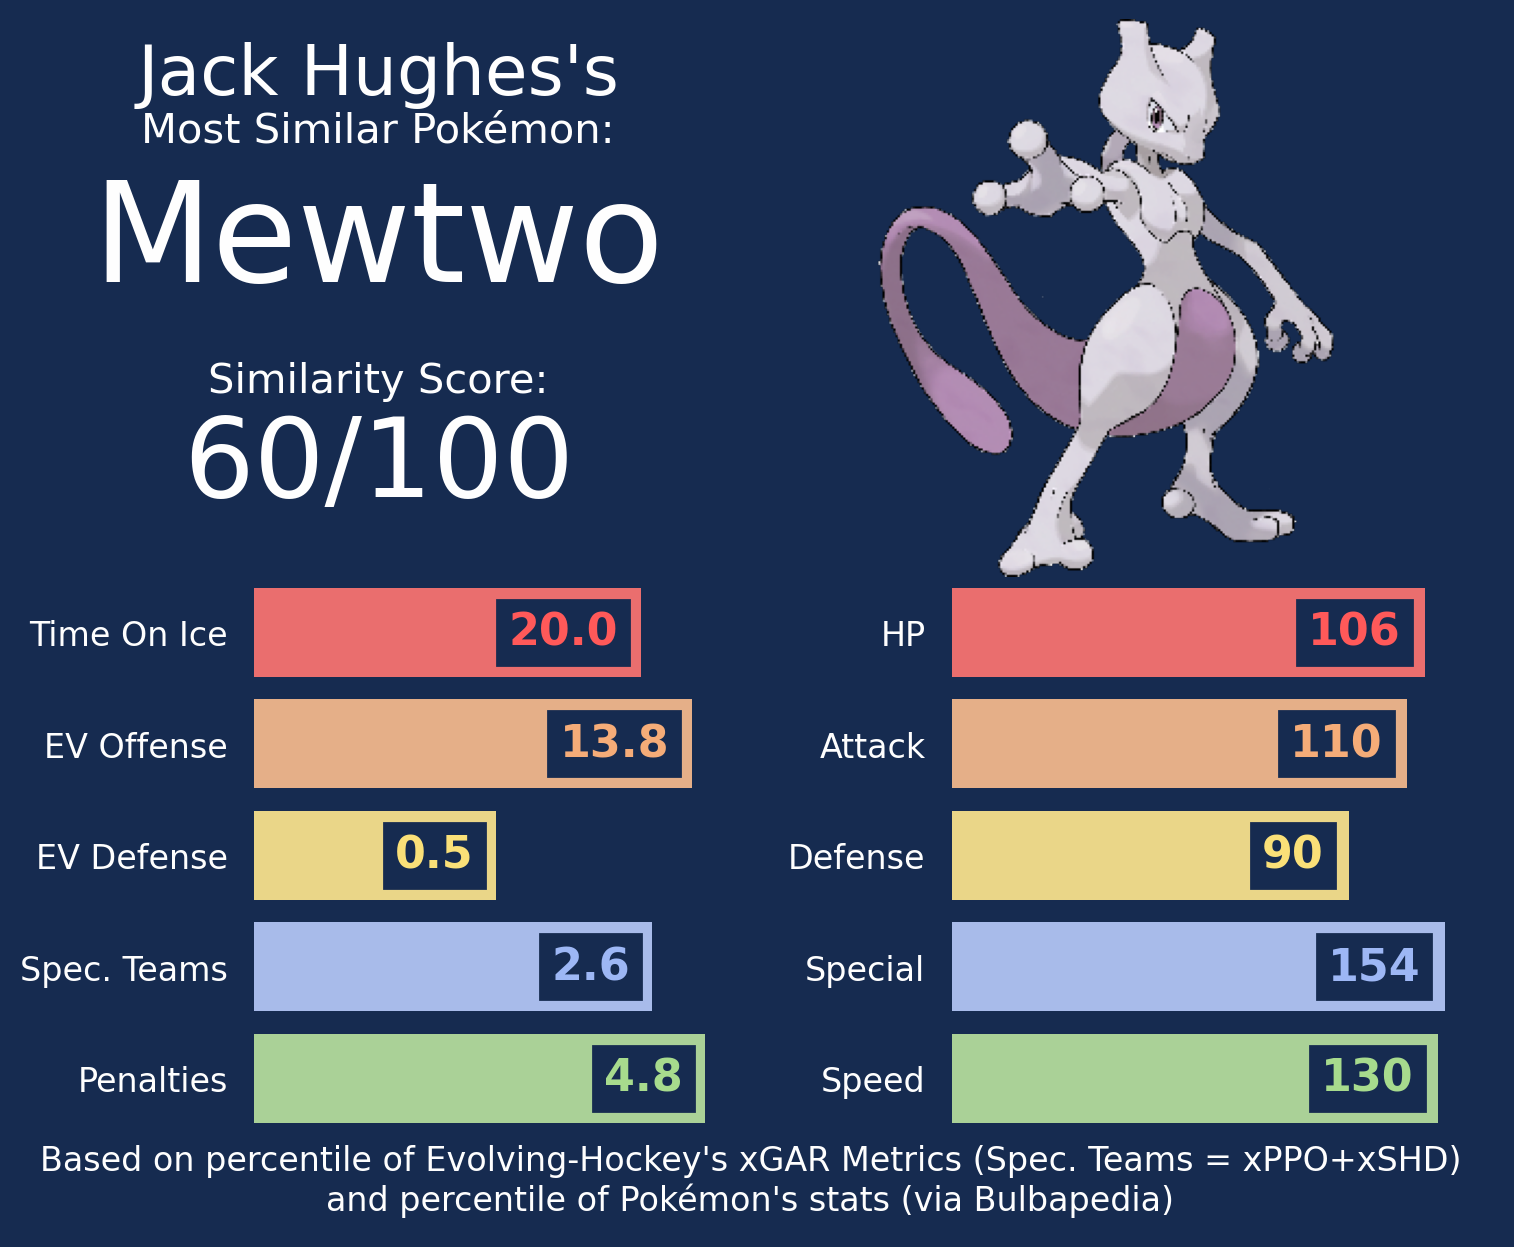 Jack Hughes's
Most Similar Pokémon:
Mewtwo
Similarity Score:
60/100
Time On Ice 20.0
EV Offense 13.8
EV Defense 0.5
Spec. Teams 2.6
Penalties 4.8
HP 106
Attack 110
Defense 90
Special 154
Speed 130
Based on percentile of Evolving-Hockey's xGAR Metrics (Spec. Teams = xPPO+xSHD)
and percentile of Pokémon's stats (via Bulbapedia)